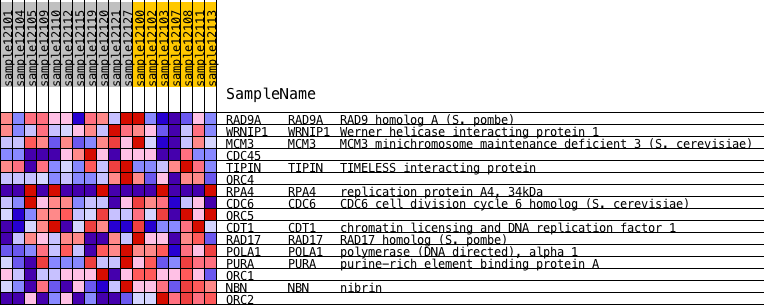 sample12101
sample12104
sample12105
sample12109
sample12110
sample12112
sample12115
sample12119
sample12120
sample12121
sample12127
sample12100
sample12102
sample12103
sample12107
sample12108
sample12111
sample12113
SampleName
RAD9A RAD9A RAD9 homolog A (S. pombe)
WRNIP1 WRNIP1 Werner helicase interacting protein 1
MCM3 MCM3 MCM3 minichromosome maintenance deficient 3 (S. cerevisiae)
CDC45
TIPIN TIPIN TIMELESS interacting protein
ORC4
RPA4 RPA4 replication protein A4, 34kDa
CDC6 CDC6 CDC6 cell division cycle 6 homolog (S. cerevisiae)
ORC5
CDT1 CDT1 chromatin licensing and DNA replication factor 1
RAD17 RAD17 RAD17 homolog (S. pombe)
POLA1 POLA1 polymerase (DNA directed), alpha 1
PURA PURA purine-rich element binding protein A
ORC1
NBN NBN nibrin
ORC2